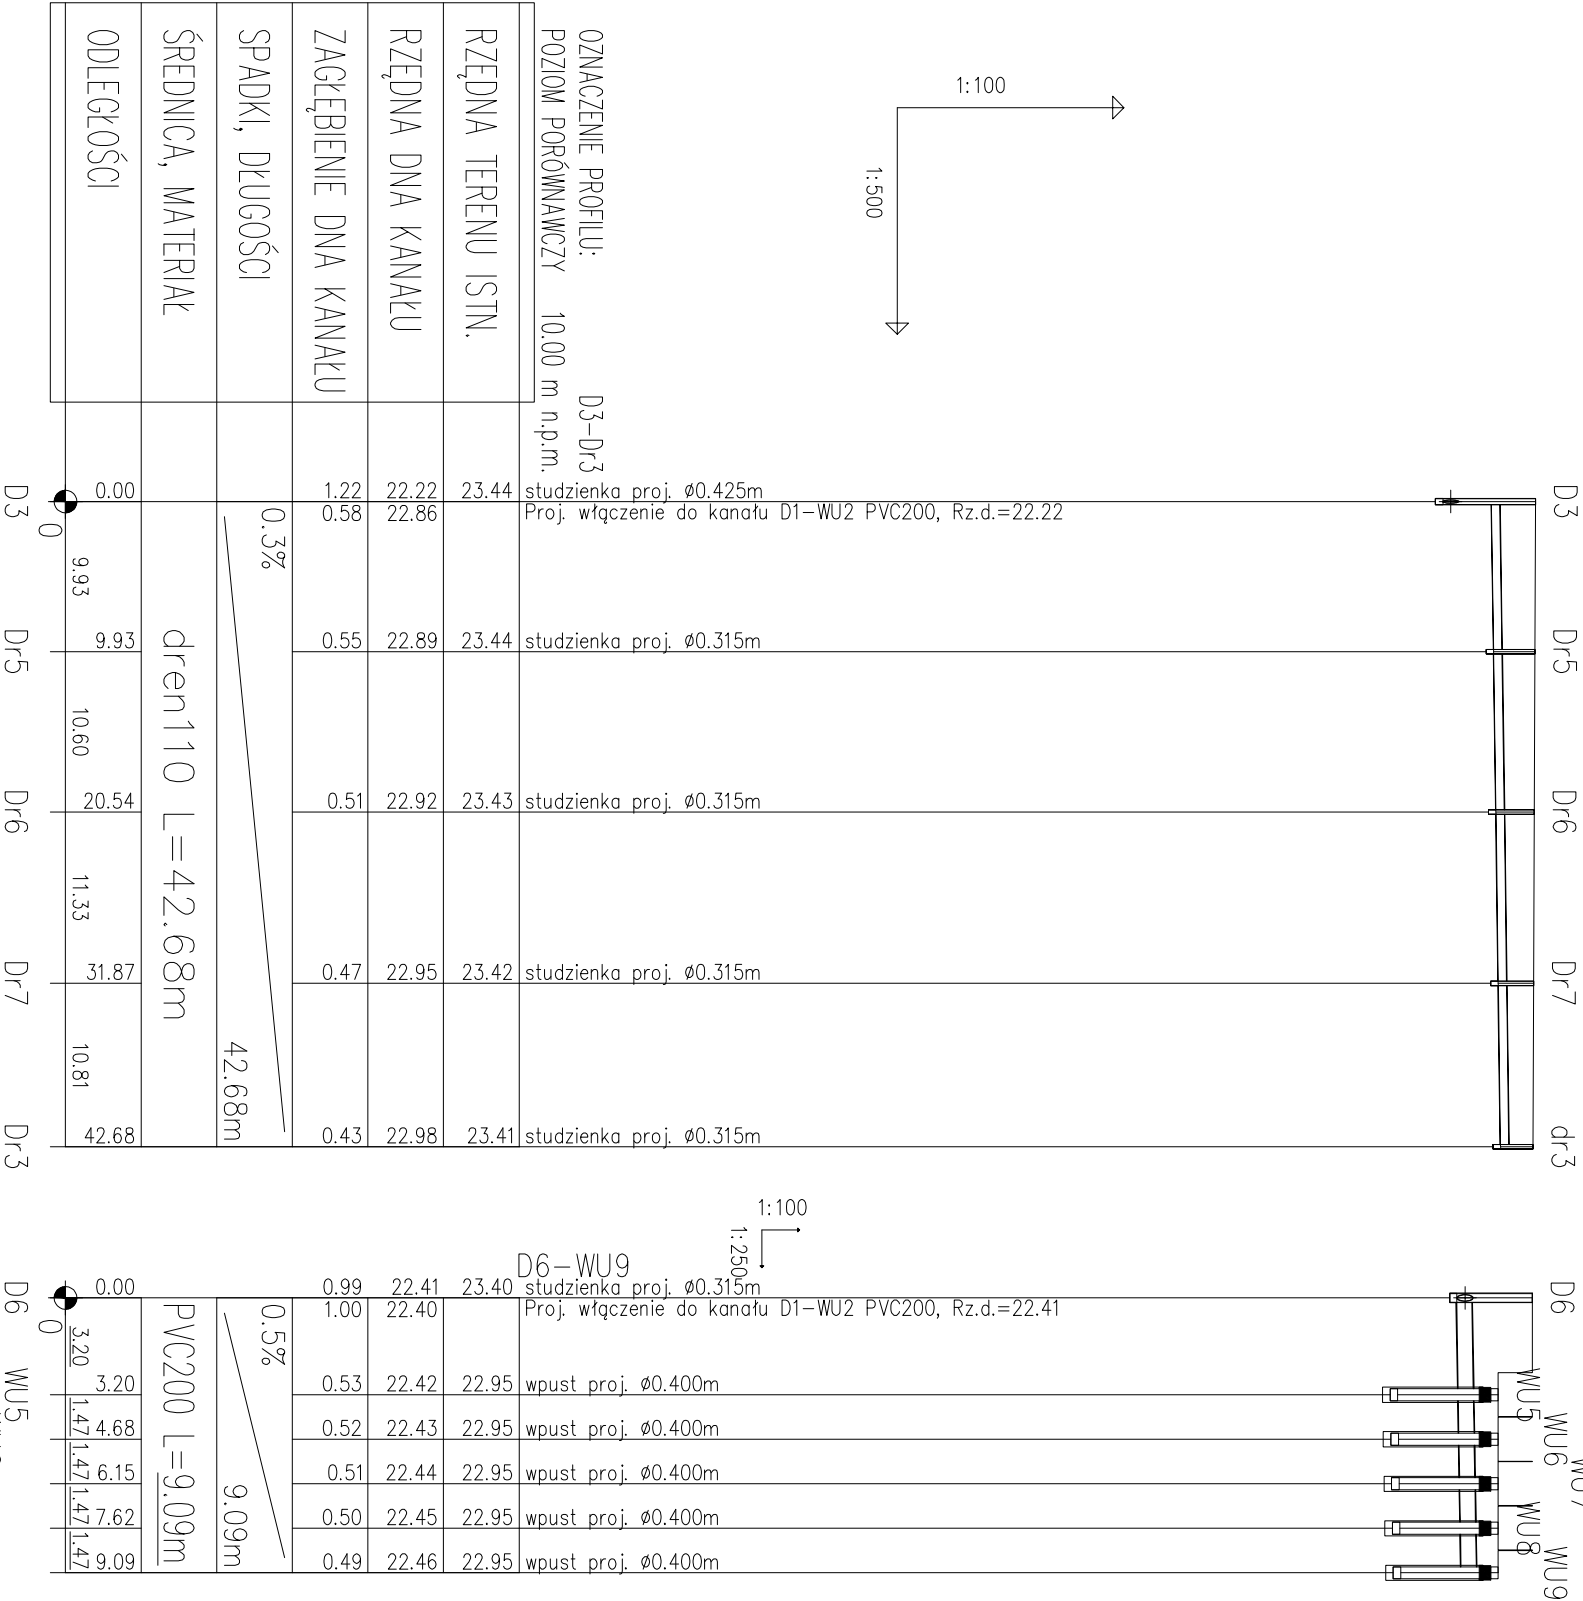 1:100
1:500
OZNACZENIE PROFILU: D3-Dr3
POZIOM PORÓWNAWCZY 10.00 m n.p.m.
RZĘDNA TERENU ISTN.
RZĘDNA DNA KANAŁU
ZAGŁĘBIENIE DNA KANAŁU
SPADKI, DŁUGOŚCI
ŚREDNICA, MATERIAŁ
ODLEGŁOŚCI
D3
Dr5
Dr6
Dr7
dr3
0.00 1.22 22.22 23.44 studzienka proj. ø0.425m
0.58 22.86 Proj. włączenie do kanału D1-WU2 PVC200, Rz.d.=22.22
9.93 0.55 22.89 23.44 studzienka proj. ø0.315m
20.54 0.51 22.92 23.43 studzienka proj. ø0.315m
31.87 0.47 22.95 23.42 studzienka proj. ø0.315m
42.68 0.43 22.98 23.41 studzienka proj. ø0.315m
0.3%
42.68m
dren110 L=42.68m
0
9.93
10.60
11.33
10.81
D3
Dr5
Dr6
Dr7
Dr3
1:100
1:250
D6-WU9
D6
WU5
WU6
WU7
WU8
WU9
0.00 0.99 22.41 23.40 studzienka proj. ø0.315m
1.00 22.40 Proj. włączenie do kanału D1-WU2 PVC200, Rz.d.=22.41
3.20 0.53 22.42 22.95 wpust proj. ø0.400m
4.68 0.52 22.43 22.95 wpust proj. ø0.400m
6.15 0.51 22.44 22.95 wpust proj. ø0.400m
7.62 0.50 22.45 22.95 wpust proj. ø0.400m
9.09 0.49 22.46 22.95 wpust proj. ø0.400m
0.5%
9.09m
PVC200 L=9.09m
0
3.20
1.47
1.47
1.47
1.47
D6
WU5